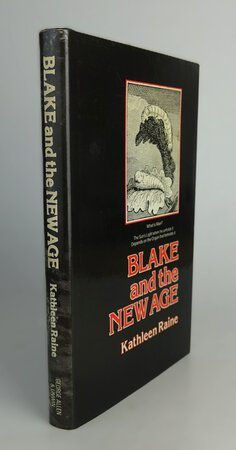 BLAKE and the NEW AGE
Kathleen Raine
GEORGE ALLEN
& UNWIN
What is Man?
The Sun's Light when he unfolds it
Depends on the Organ that beholds it
BLAKE
and the
NEW AGE
Kathleen Raine